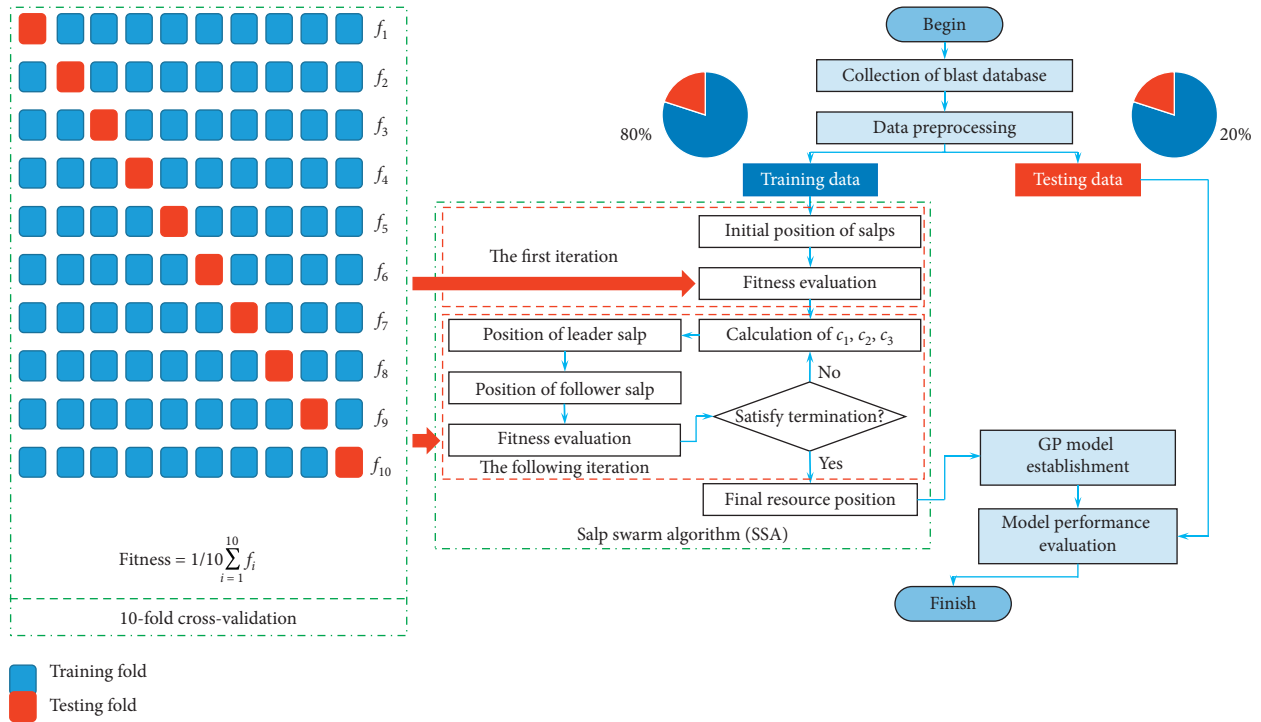 f1
f2
f3
f4
f5
f6
f7
f8
f9
f10
Fitness = 1/10 10∑i = 1 fi
10-fold cross-validation
Training fold
Testing fold
Begin
Collection of blast database
Data preprocessing
80%
20%
Training data
Testing data
Initial position of salps
The first iteration
Fitness evaluation
Calculation of c1, c2, c3
Position of leader salp
Position of follower salp
Fitness evaluation
The following iteration
No
Satisfy termination?
Yes
Final resource position
Salp swarm algorithm (SSA)
GP model
establishment
Model performance
evaluation
Finish